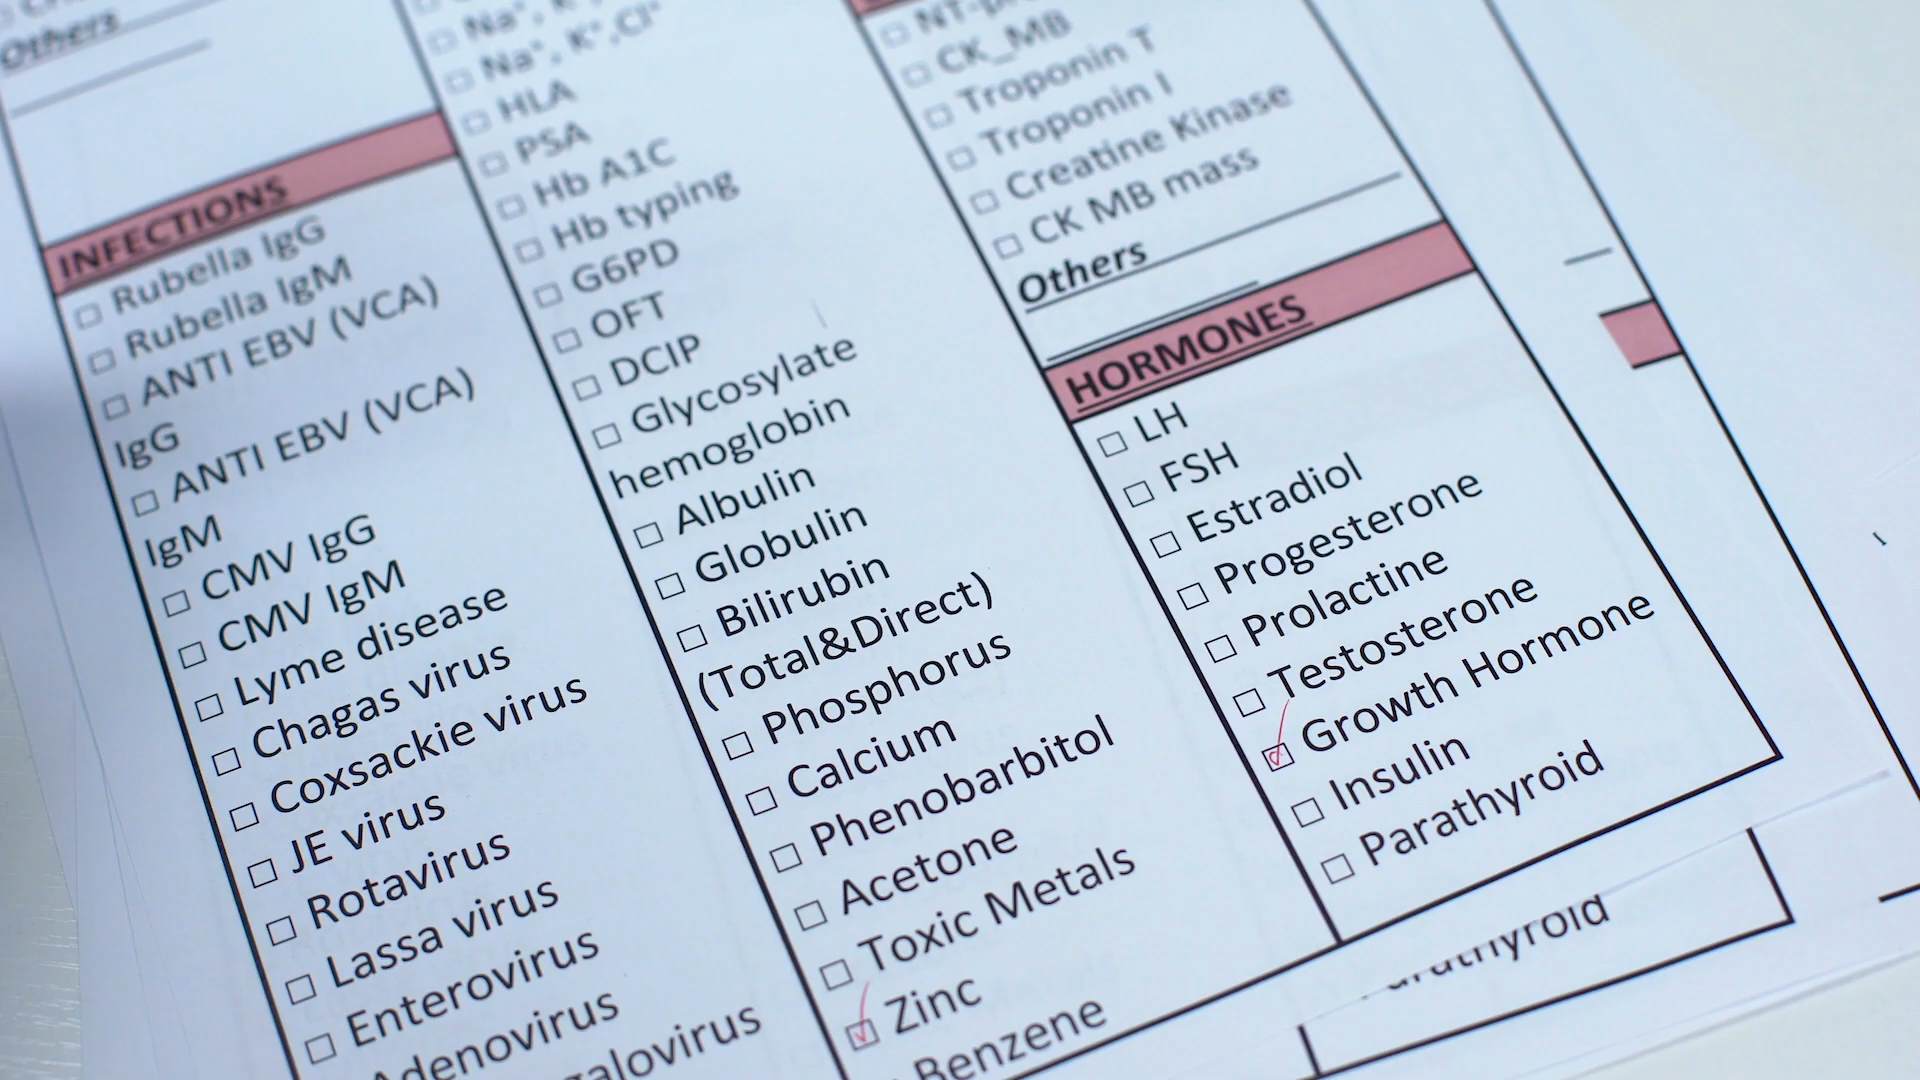 Others
INFECTIONS
☐ Rubella IgG
☐ Rubella IgM
☐ ANTI EBV (VCA)
IgG
☐ ANTI EBV (VCA)
IgM
☐ CMV IgG
☐ CMV IgM
☐ Lyme disease
☐ Chagas virus
☐ Coxsackie virus
☐ JE virus
☐ Rotavirus
☐ Lassa virus
☐ Enterovirus
Adenovirus
☐ Na⁺, K⁺,Cl⁻
☐ HLA
☐ PSA
☐ Hb A1C
☐ Hb typing
☐ G6PD
☐ OFT
☐ DCIP
☐ Glycosylate
hemoglobin
☐ Albulin
☐ Globulin
☐ Bilirubin
(Total&Direct)
☐ Phosphorus
☐ Calcium
☐ Phenobarbitol
☐ Acetone
☐ Toxic Metals
☑ Zinc
Benzene
☐ CK_MB
☐ Troponin T
☐ Troponin I
☐ Creatine Kinase
☐ CK MB mass
Others
HORMONES
☐ LH
☐ FSH
☐ Estradiol
☐ Progesterone
☐ Prolactine
☐ Testosterone
☑ Growth Hormone
☐ Insulin
☐ Parathyroid
Parathyroid